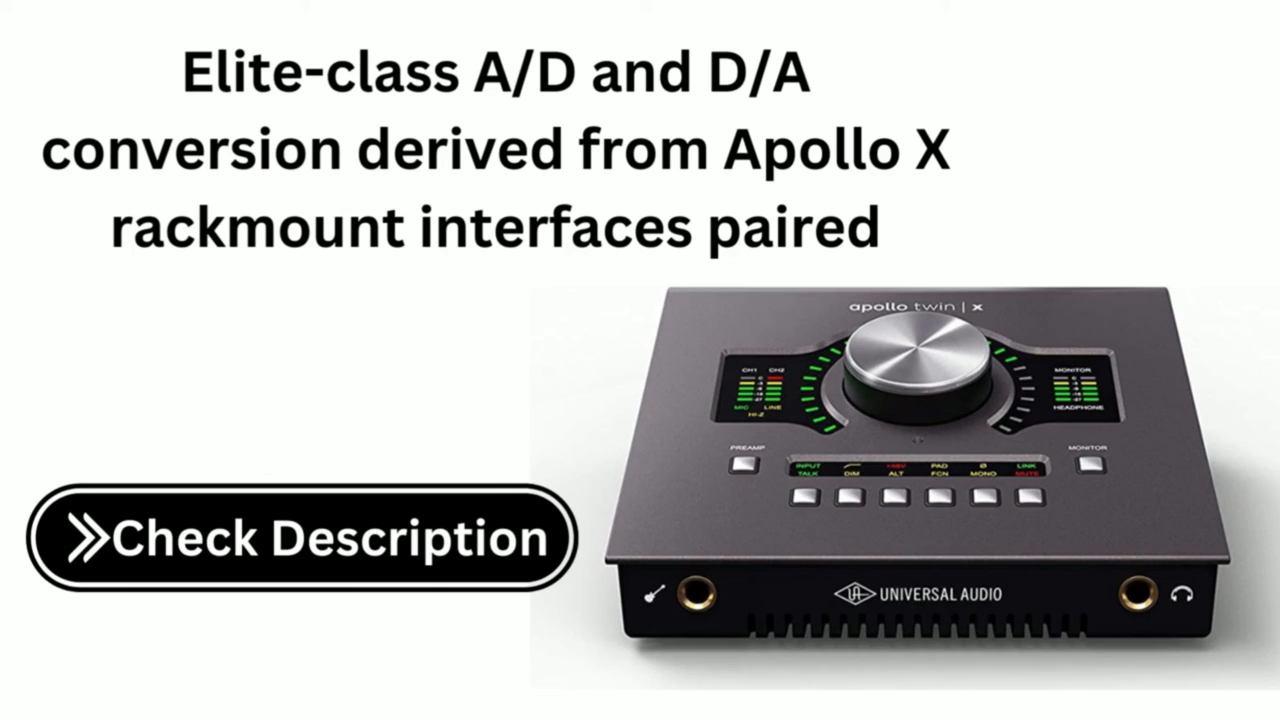 Elite-class A/D and D/A
conversion derived from Apollo X
rackmount interfaces paired
apollo twin | x
CH1 CH2
MIC LINE
HI-Z
MONITOR
HEADPHONE
PREAMP
MONITOR
INPUT +48V PAD Ø LINK
TALK DIM ALT FCN MONO MUTE
Check Description
UA UNIVERSAL AUDIO